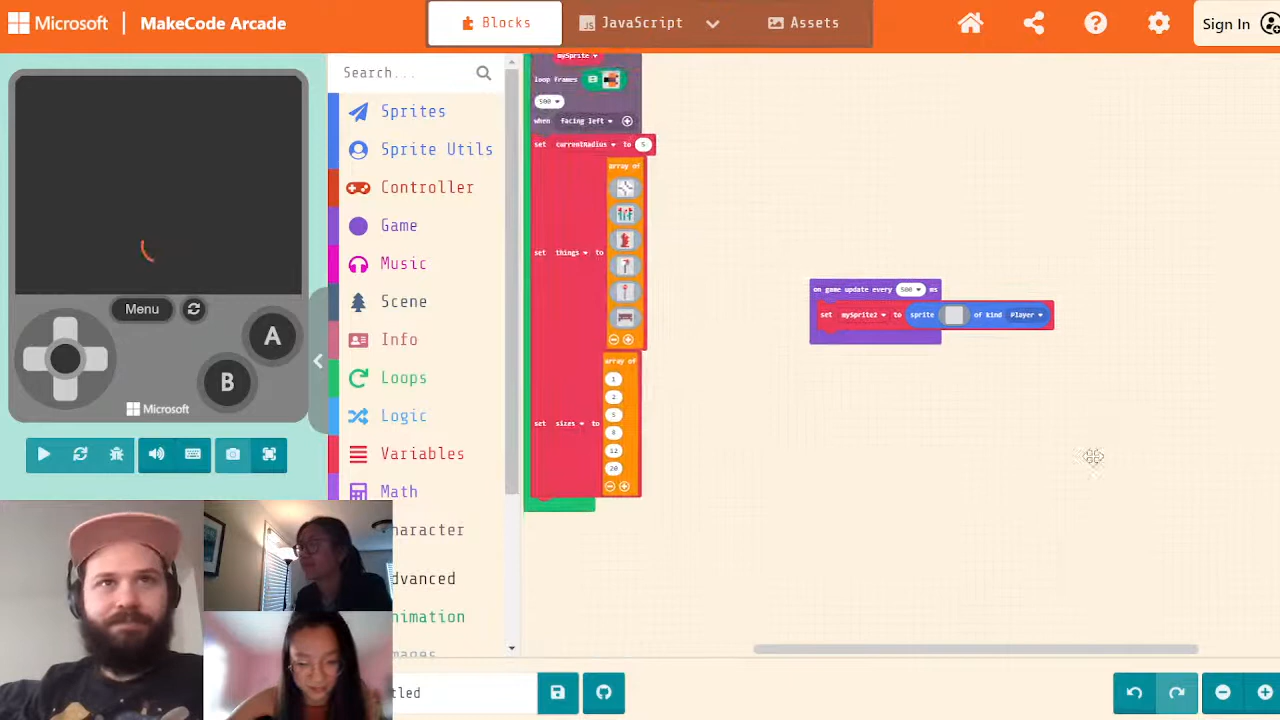 Microsoft | MakeCode Arcade
Blocks
JavaScript
Assets
Sign In
Search...
Sprites
Sprite Utils
Controller
Game
Music
Scene
Info
Loops
Logic
Variables
Math
haracter
dvanced
nimation
mages
Menu
A
B
Microsoft
mySprite
loop frames
500
when facing left
set currentRadius to 5
array of
set things to
array of
1
2
5
8
12
20
set sizes to
on game update every 500 ms
set mySprite2 to sprite of kind Player
tled